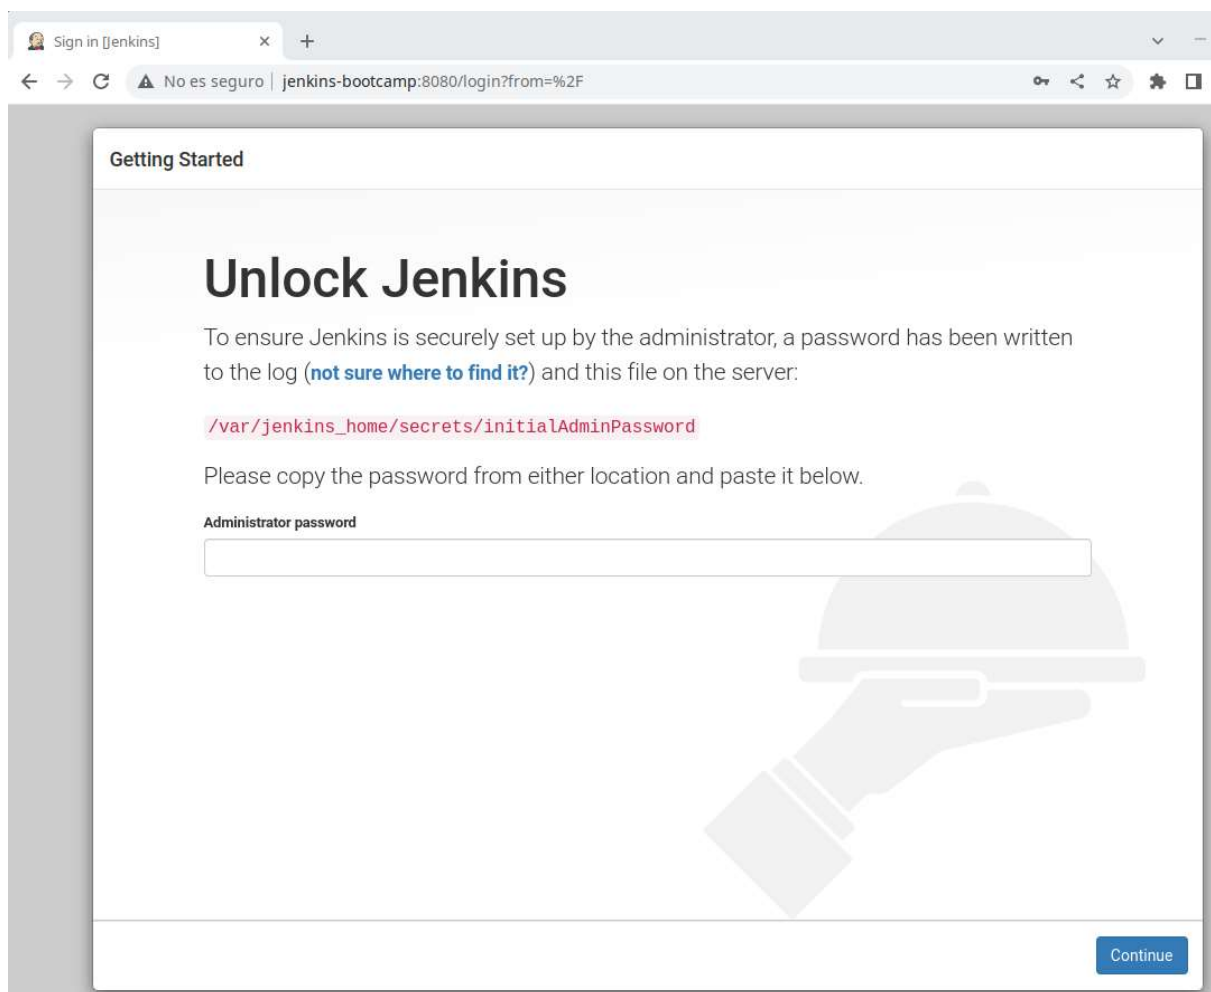 Sign in [Jenkins]
No es seguro | jenkins-bootcamp:8080/login?from=%2F
Getting Started
Unlock Jenkins
To ensure Jenkins is securely set up by the administrator, a password has been written
to the log (not sure where to find it?) and this file on the server:
/var/jenkins_home/secrets/initialAdminPassword
Please copy the password from either location and paste it below.
Administrator password
Continue